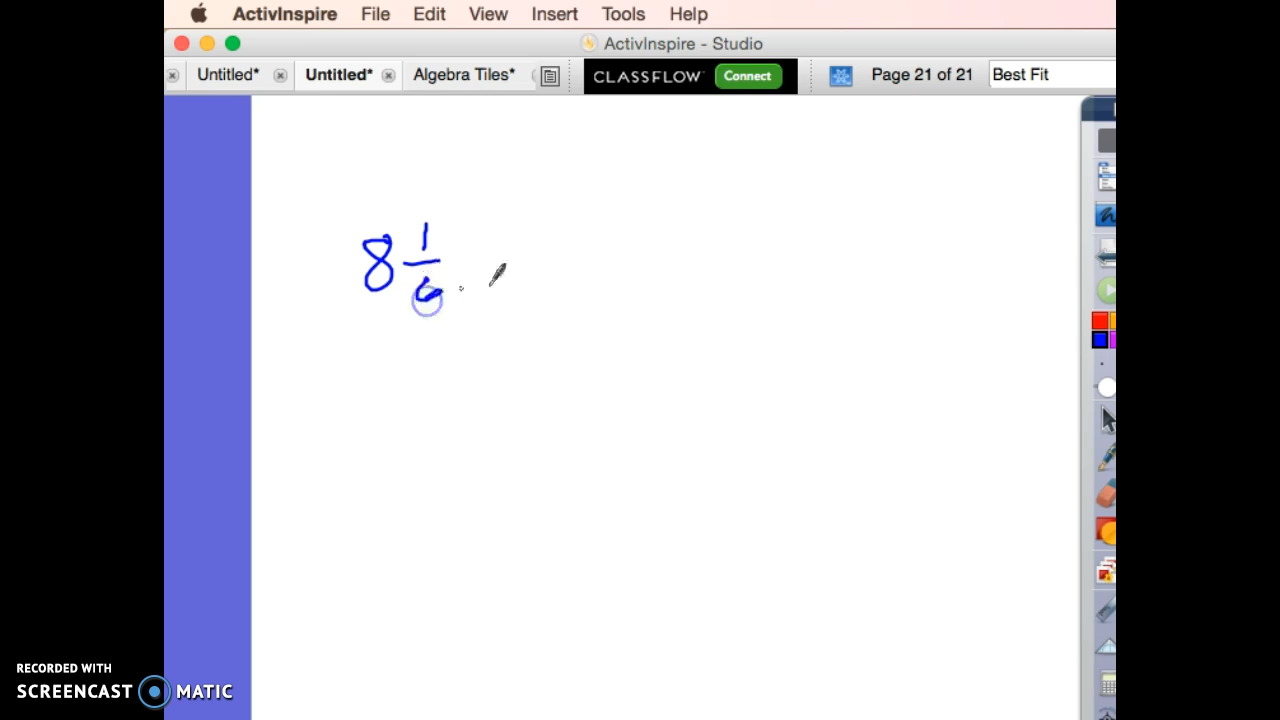 ActivInspire File Edit View Insert Tools Help
ActivInspire - Studio
Untitled* Untitled* Algebra Tiles* CLASSFLOW Connect Page 21 of 21 Best Fit
8 1/6
RECORDED WITH
SCREENCAST MATIC